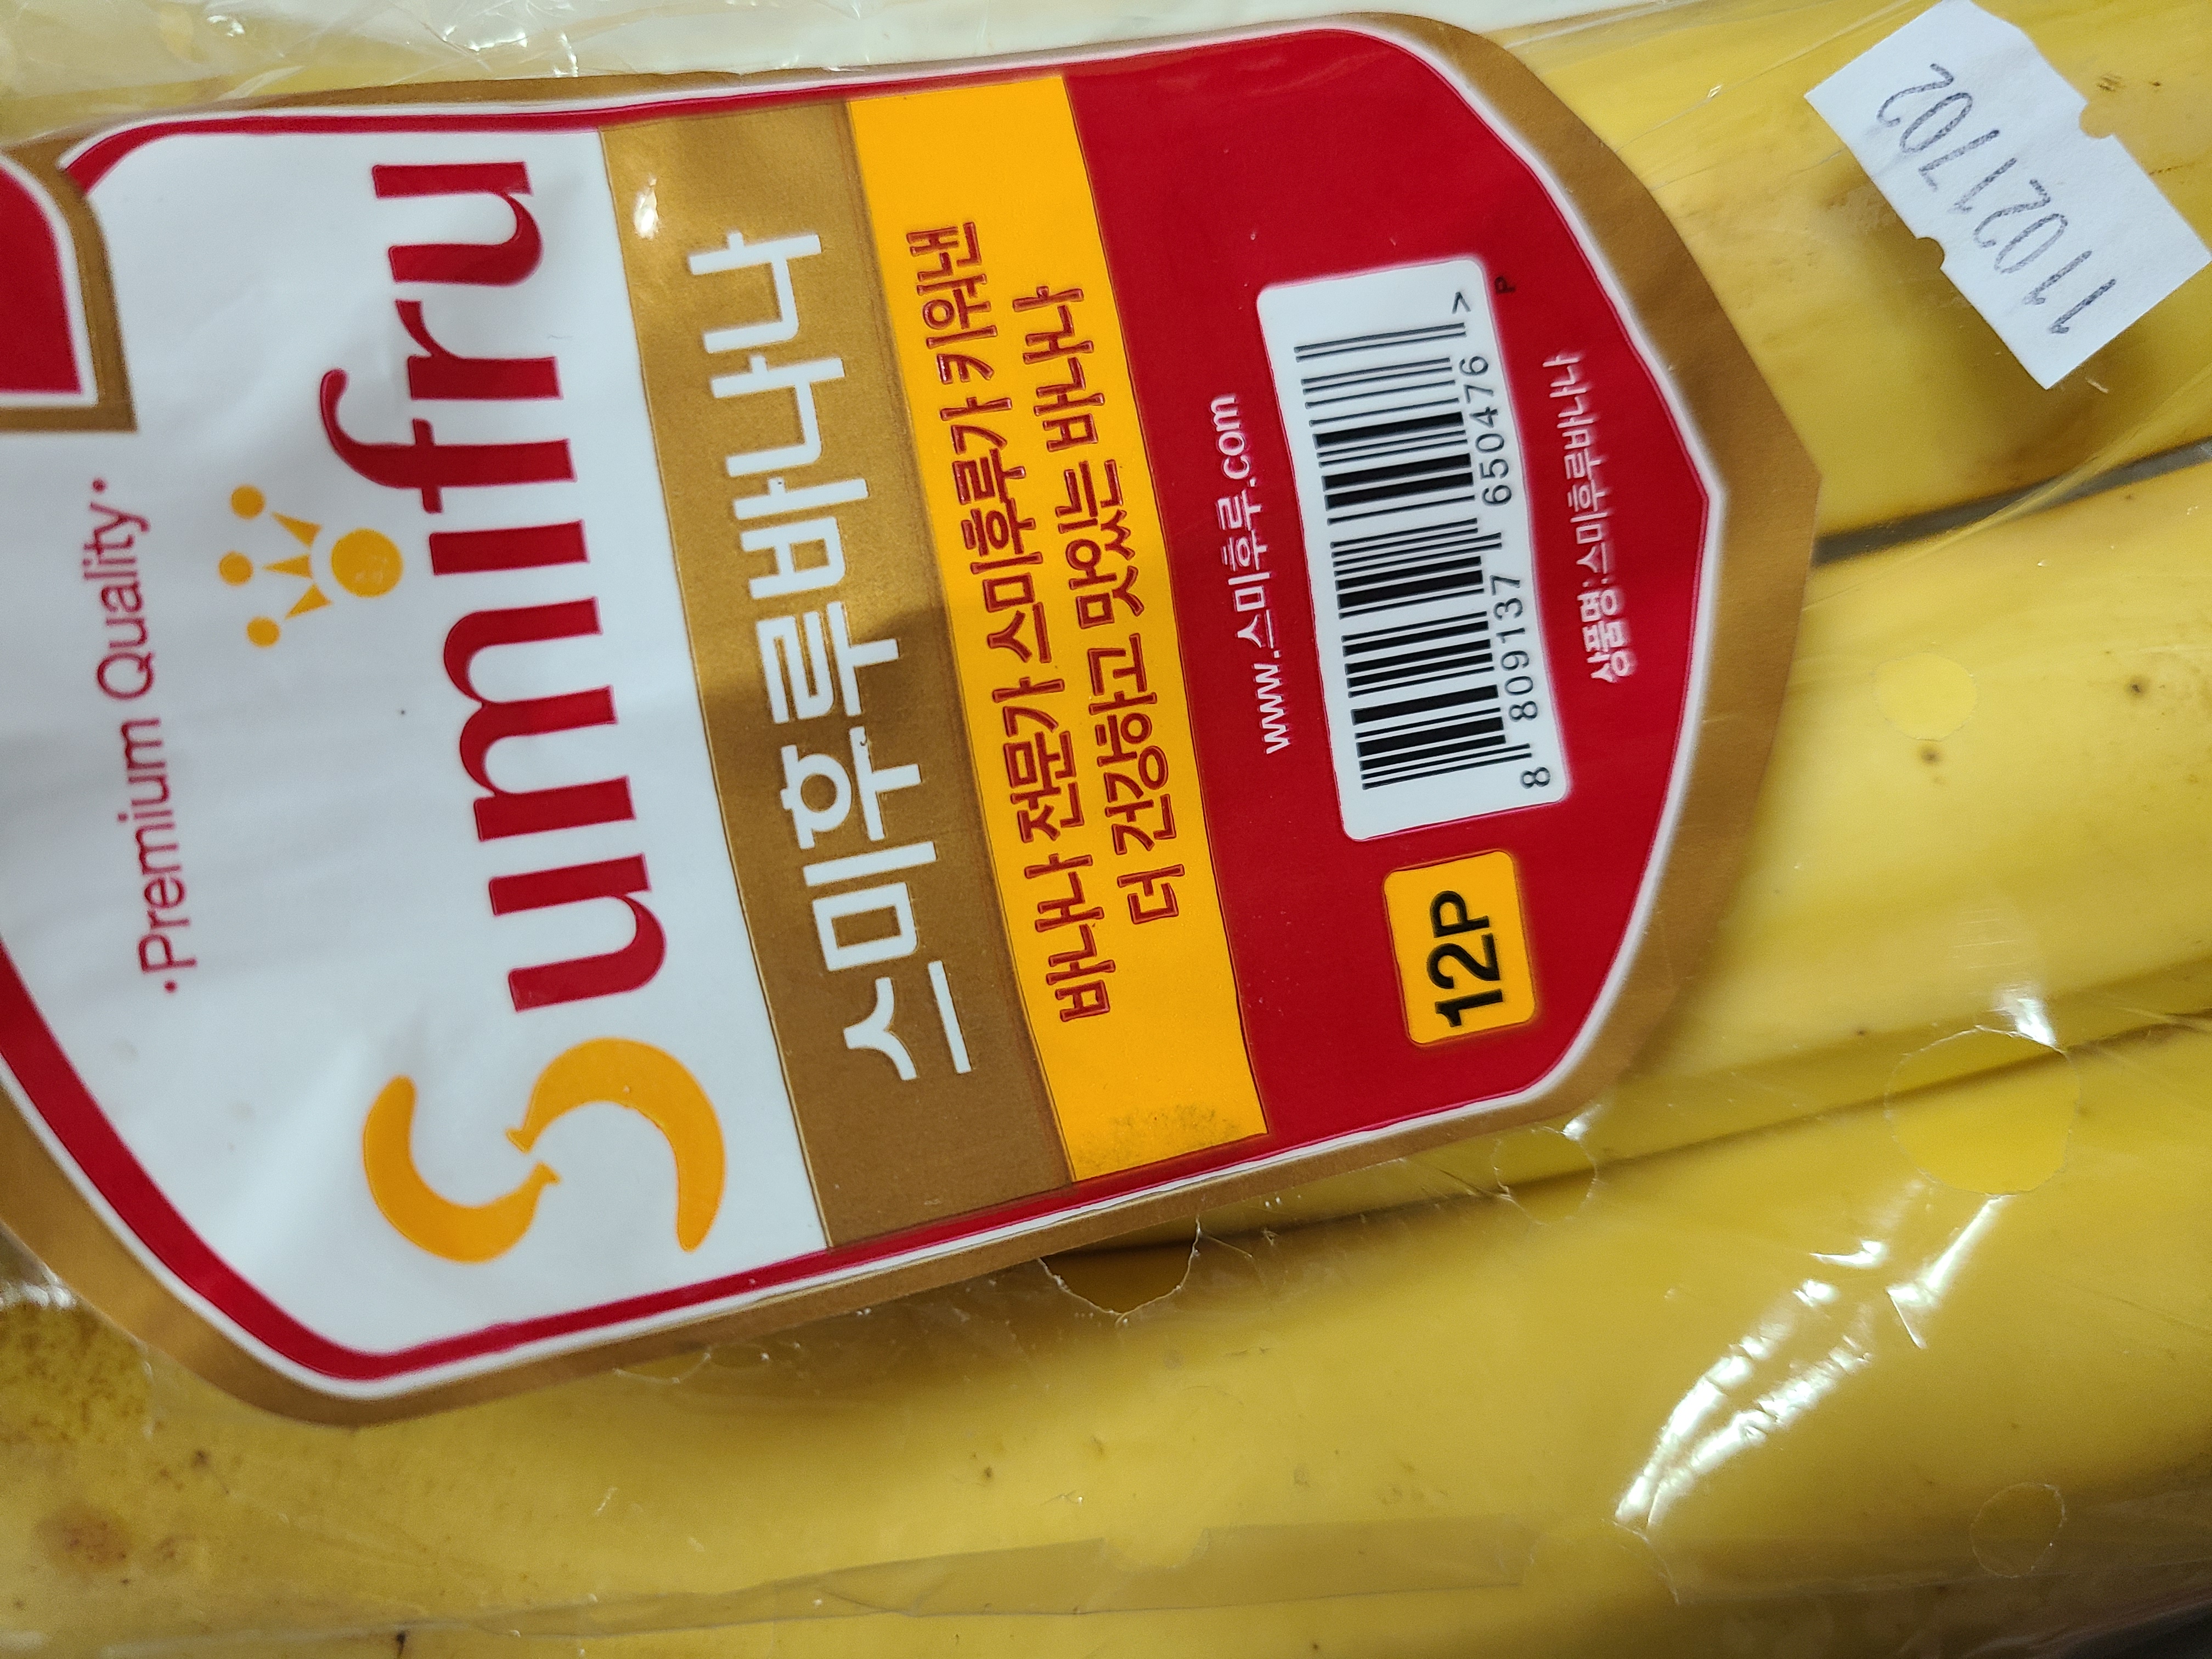 ·Premium Quality·
Sumifru
스미후루바나나
바나나 전문가 스미후루가 키워낸
더 건강하고 맛있는 바나나
www.스미후루.com
12P
8 809137 650476 >
P
상품명:스미후루바나나
11021702